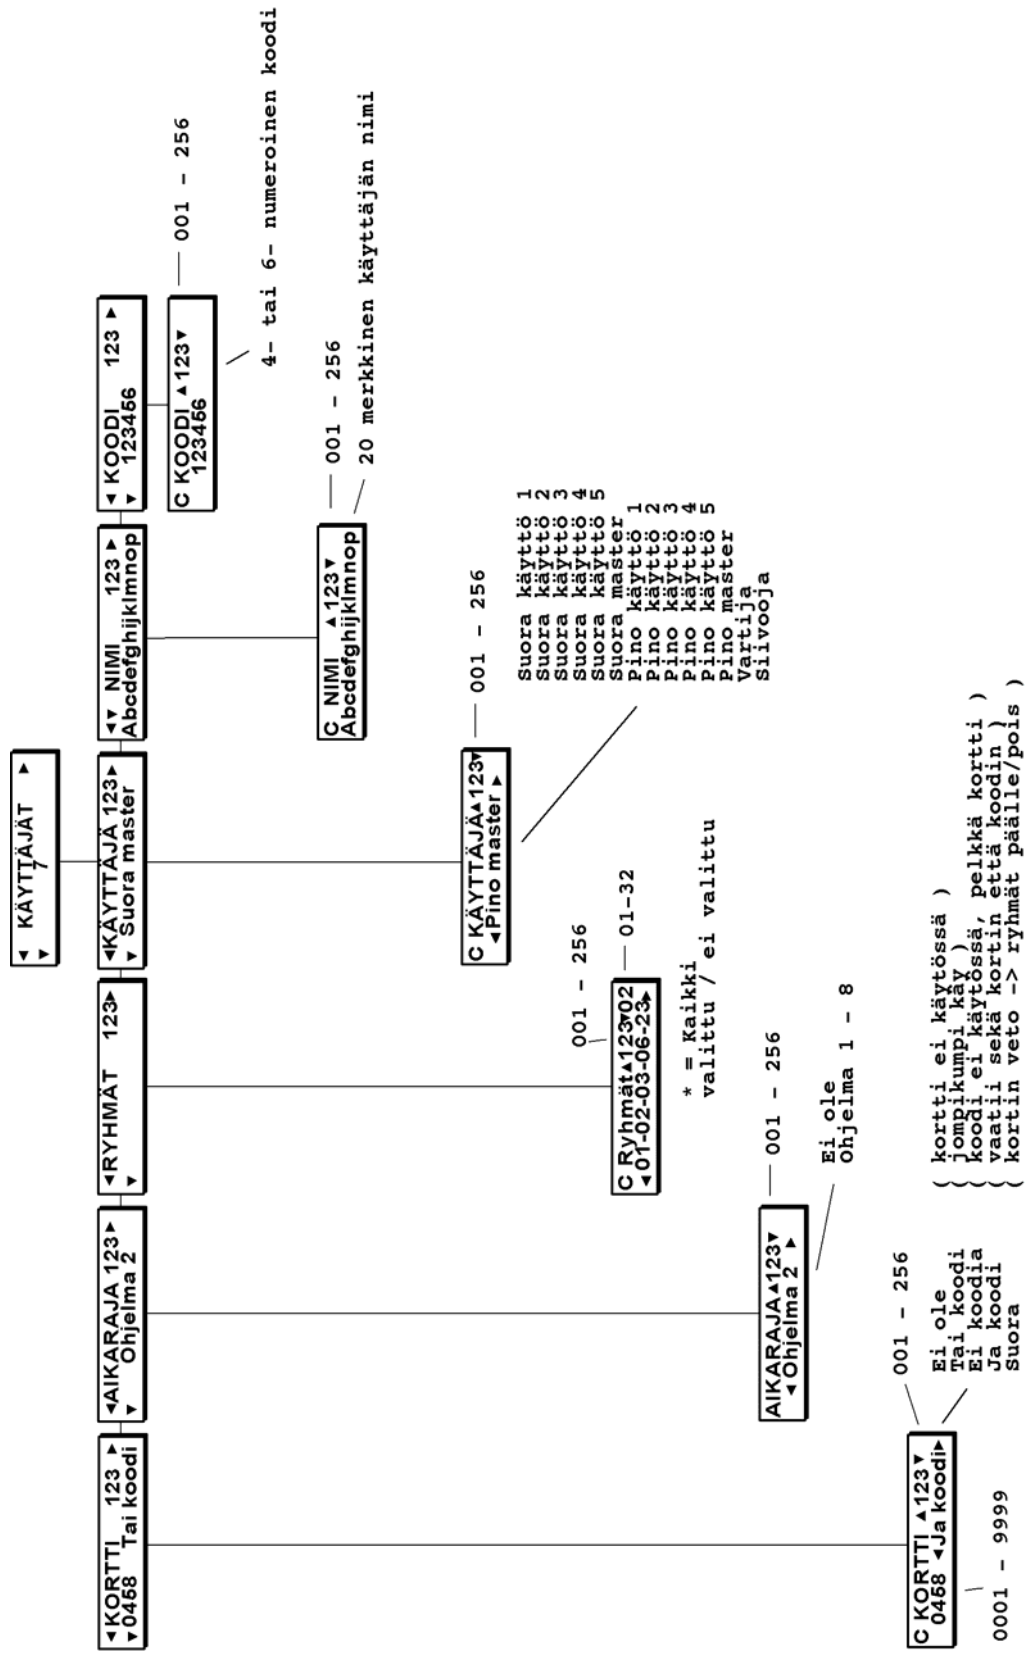 ◄ KÄYTTÄJÄT ►
▼ 7
◄KORTTI 123 ►
▼0458 Tai koodi
◄AIKARAJA 123►
▼ Ohjelma 2
◄RYHMÄT 123►
▼
◄KÄYTTÄJÄ 123►
▼ Suora master
◄▼ NIMI 123 ►
Abcdefghijklmnop
◄ KOODI 123 ►
▼ 123456
C KOODI ▲123▼
123456
001 - 256
4- tai 6- numeroinen koodi
C NIMI ▲123▼
Abcdefghijklmnop
001 - 256
20 merkkinen käyttäjän nimi
C KÄYTTÄJÄ▲123▼
◄Pino master ►
001 - 256
Suora käyttö 1
Suora käyttö 2
Suora käyttö 3
Suora käyttö 4
Suora käyttö 5
Suora master
Pino käyttö 1
Pino käyttö 2
Pino käyttö 3
Pino käyttö 4
Pino käyttö 5
Pino master
Vartija
Siivooja
001 - 256
C Ryhmät▲123▼02
◄01-02-03-06-23►
01-32
* = Kaikki
valittu / ei valittu
AIKARAJA▲123▼
◄Ohjelma 2 ►
001 - 256
Ei ole
Ohjelma 1 - 8
001 - 256
C KORTTI ▲123▼
0458 ◄Ja koodi►
0001 - 9999
Ei ole ( kortti ei käytössä )
Tai koodi ( jompikumpi käy )
Ei koodia ( koodi ei käytössä, pelkkä kortti )
Ja koodi ( vaatii sekä kortin että koodin )
Suora ( kortin veto -> ryhmät päälle/pois )